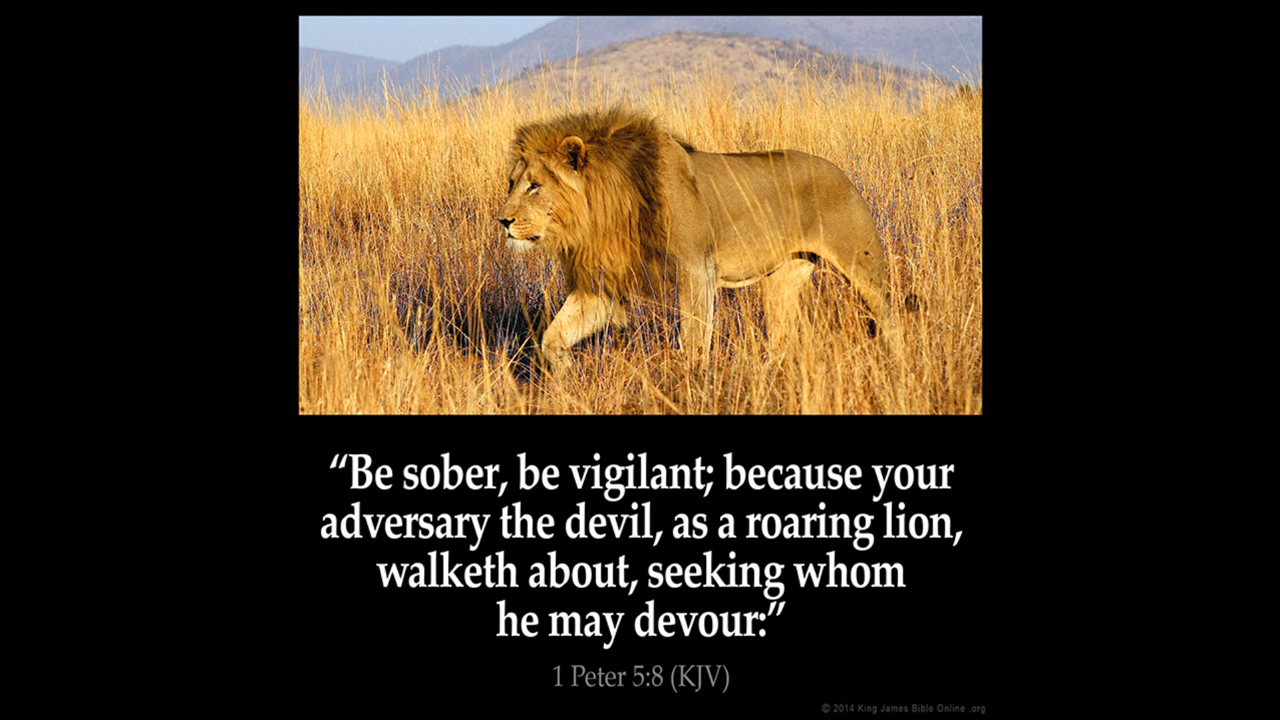 “Be sober, be vigilant; because your
adversary the devil, as a roaring lion,
walketh about, seeking whom
he may devour:”
1 Peter 5:8 (KJV)
© 2014 King James Bible Online .org